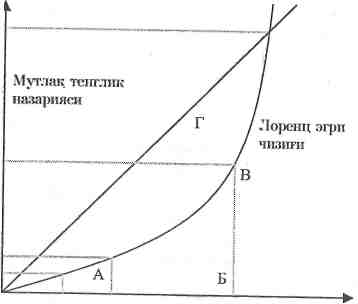 Мутлақ тенглик
назарияси
Г
Лоренц эгри
чизиғи
В
А
Б